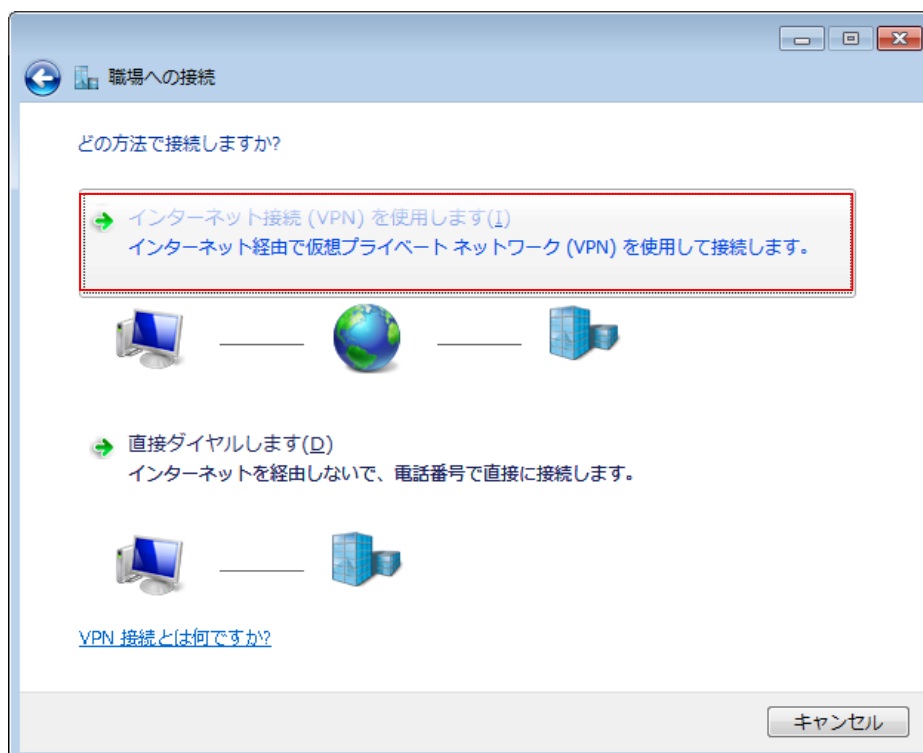 職場への接続
どの方法で接続しますか?
インターネット接続 (VPN) を使用します(I)
インターネット経由で仮想プライベート ネットワーク (VPN) を使用して接続します。
直接ダイヤルします(D)
インターネットを経由しないで、電話番号で直接に接続します。
VPN 接続とは何ですか?
キャンセル